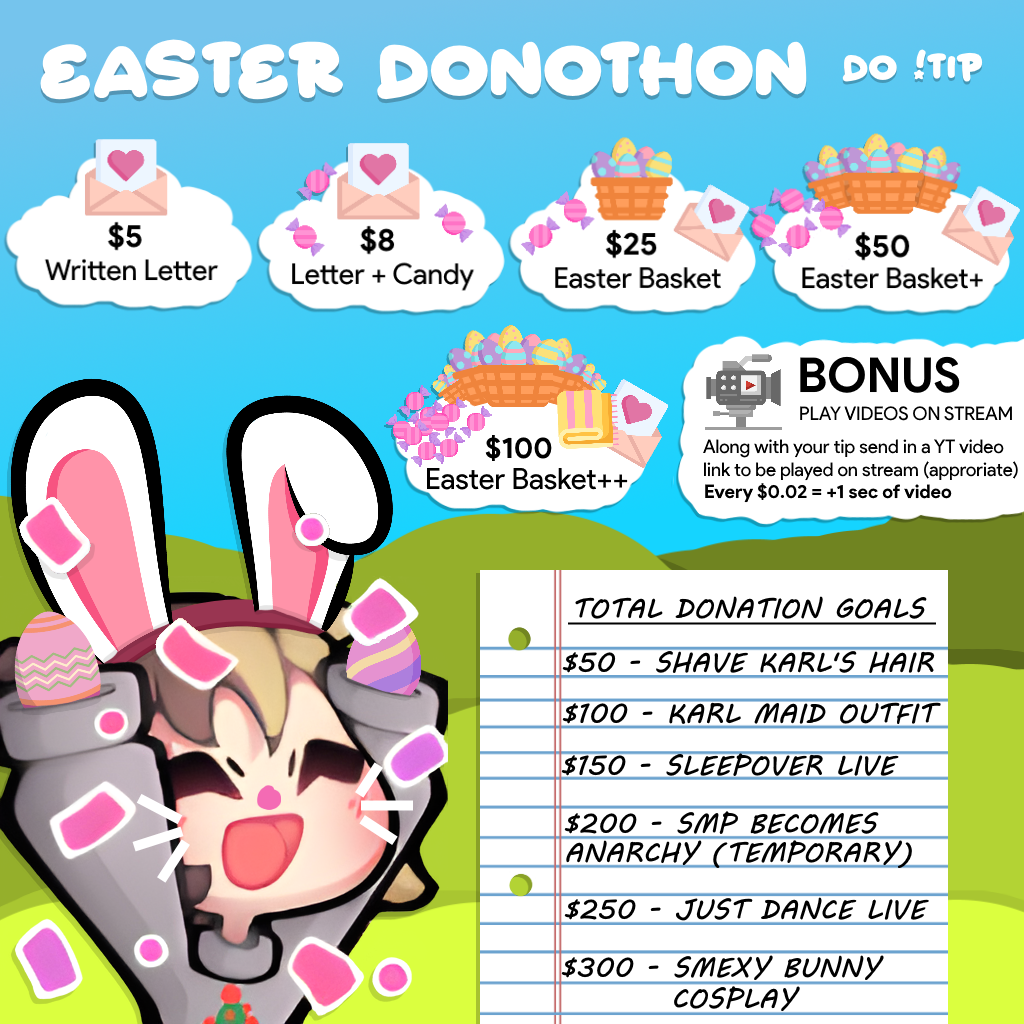 EASTER DONOTHON DO !TIP
$5
Written Letter
$8
Letter + Candy
$25
Easter Basket
$50
Easter Basket+
$100
Easter Basket++
BONUS
PLAY VIDEOS ON STREAM
Along with your tip send in a YT video
link to be played on stream (approriate)
Every $0.02 = +1 sec of video
TOTAL DONATION GOALS
$50 - SHAVE KARL'S HAIR
$100 - KARL MAID OUTFIT
$150 - SLEEPOVER LIVE
$200 - SMP BECOMES
ANARCHY (TEMPORARY)
$250 - JUST DANCE LIVE
$300 - SMEXY BUNNY
COSPLAY